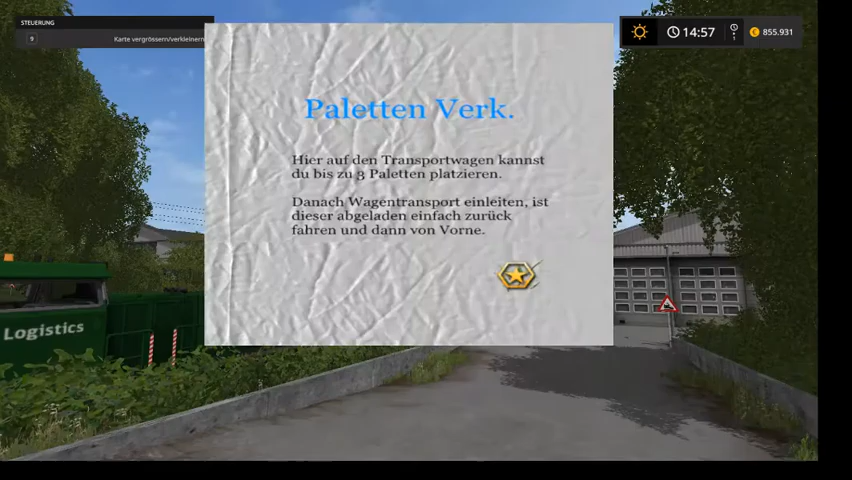 STEUERUNG
9 Karte vergrössern/verkleinern
14:57
1
€ 855.931
Paletten Verk.
Hier auf den Transportwagen kannst
du bis zu 3 Paletten platzieren.
Danach Wagentransport einleiten, ist
dieser abgeladen einfach zurück
fahren und dann von Vorne.
Logistics